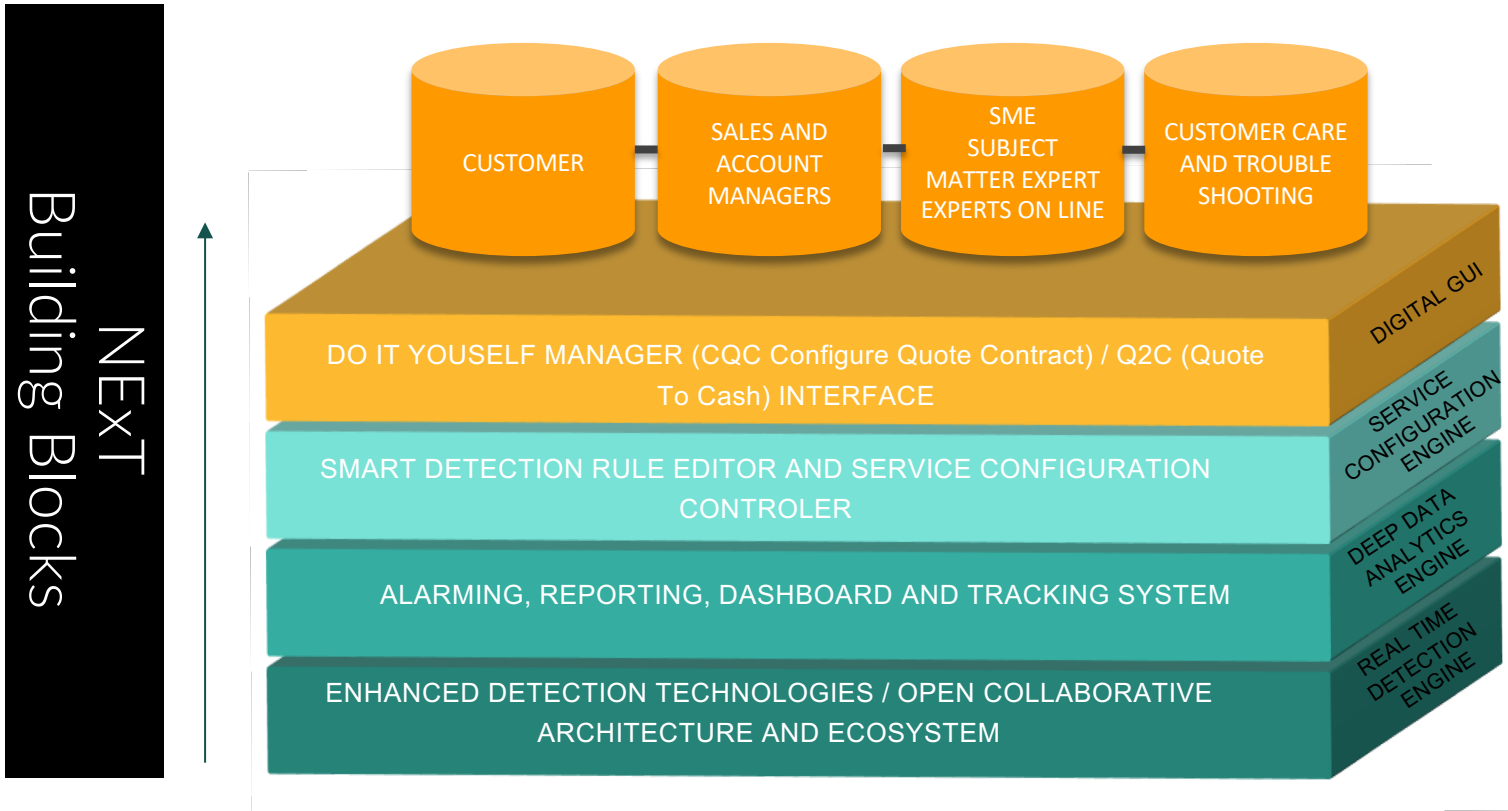 NExT
Building Blocks
CUSTOMER
SALES AND
ACCOUNT
MANAGERS
SME
SUBJECT
MATTER EXPERT
EXPERTS ON LINE
CUSTOMER CARE
AND TROUBLE
SHOOTING
DO IT YOUSELF MANAGER (CQC Configure Quote Contract) / Q2C (Quote
To Cash) INTERFACE
DIGITAL GUI
SMART DETECTION RULE EDITOR AND SERVICE CONFIGURATION
CONTROLER
SERVICE
CONFIGURATION
ENGINE
ALARMING, REPORTING, DASHBOARD AND TRACKING SYSTEM
DEEP DATA
ANALYTICS
ENGINE
ENHANCED DETECTION TECHNOLOGIES / OPEN COLLABORATIVE
ARCHITECTURE AND ECOSYSTEM
REAL TIME
DETECTION
ENGINE